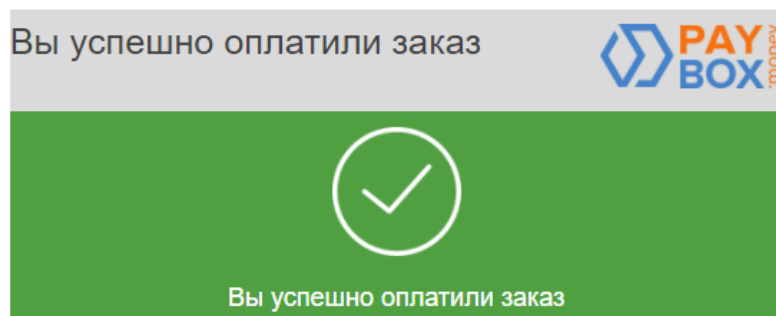 Вы успешно оплатили заказ
PAY
BOX
.money
Вы успешно оплатили заказ